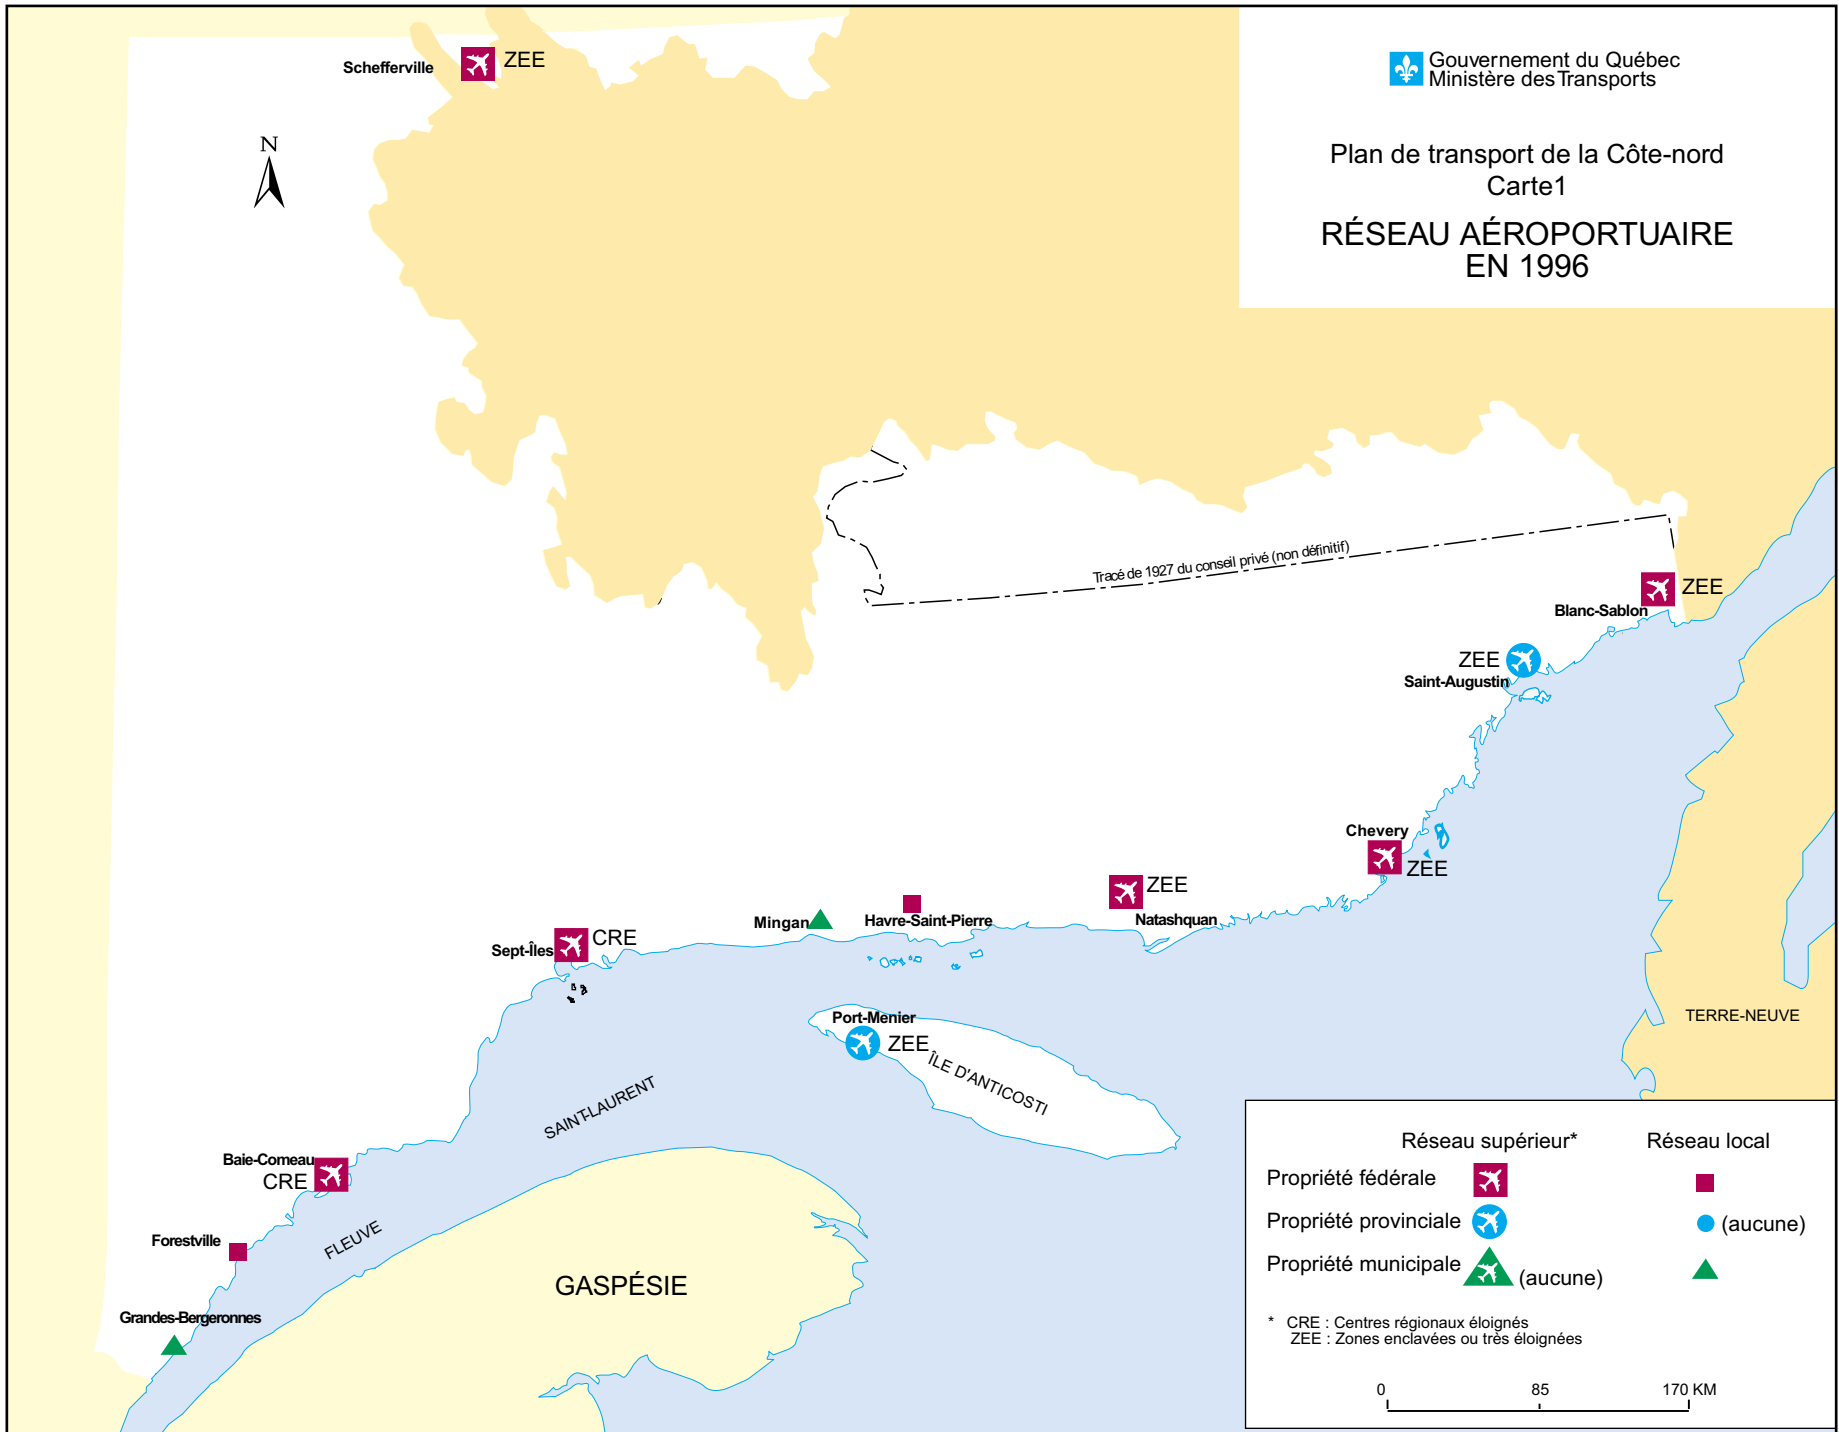 Schefferville
ZEE
N
Gouvernement du Québec
Ministère des Transports
Plan de transport de la Côte-nord
Carte1
RÉSEAU AÉROPORTUAIRE
EN 1996
Tracé de 1927 du conseil privé (non définitif)
ZEE
Blanc-Sablon
ZEE
Saint-Augustin
Chevery
ZEE
ZEE
Natashquan
Havre-Saint-Pierre
Mingan
CRE
Sept-Îles
Port-Menier
ZEE
ÎLE D'ANTICOSTI
TERRE-NEUVE
SAINT-LAURENT
Baie-Comeau
CRE
FLEUVE
Forestville
GASPÉSIE
Grandes-Bergeronnes
Réseau supérieur* Réseau local
Propriété fédérale
Propriété provinciale (aucune)
Propriété municipale (aucune)
* CRE : Centres régionaux éloignés
ZEE : Zones enclavées ou très éloignées
0 85 170 KM